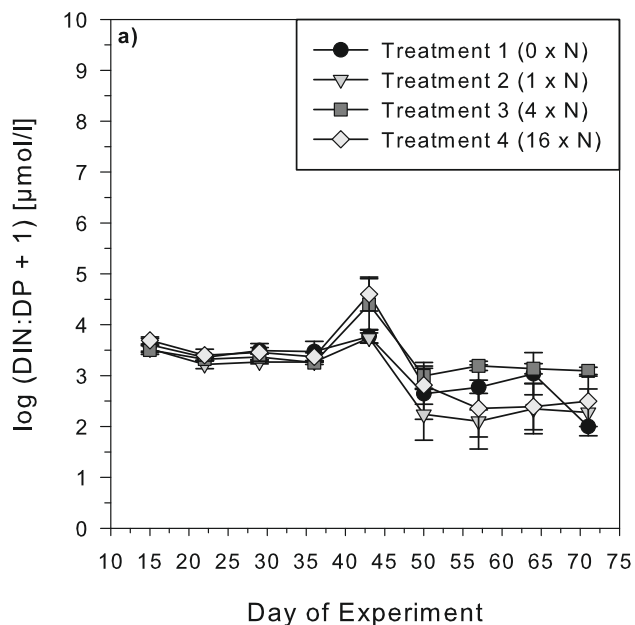 a)
Treatment 1 (0 x N)
Treatment 2 (1 x N)
Treatment 3 (4 x N)
Treatment 4 (16 x N)
log (DIN:DP + 1) [µmol/l]
10
9
8
7
6
5
4
3
2
1
0
10 15 20 25 30 35 40 45 50 55 60 65 70 75
Day of Experiment